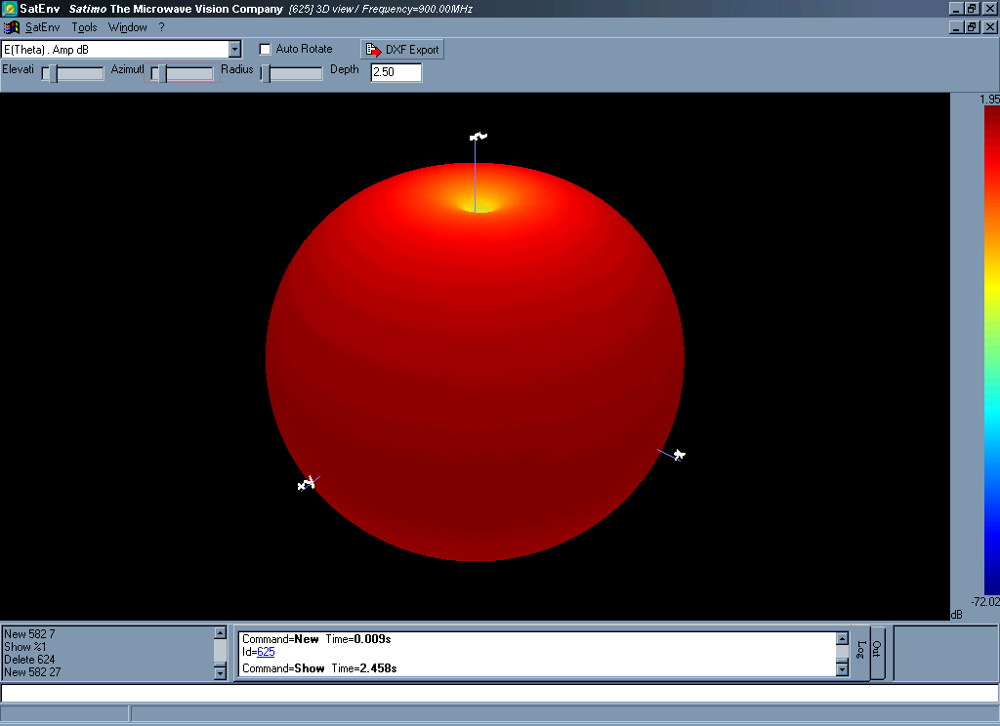 SatEnv Satimo The Microwave Vision Company [625] 3D view / Frequency=900.00MHz
SatEnv Tools Window ?
E(Theta) . Amp dB Auto Rotate DXF Export
Elevati Azimutl Radius Depth 2.50
1.95
-72.02
dB
New 582 7
Show %1
Delete 624
New 582 27
Command=New Time=0.009s
Id=625
Command=Show Time=2.458s
Log
Out